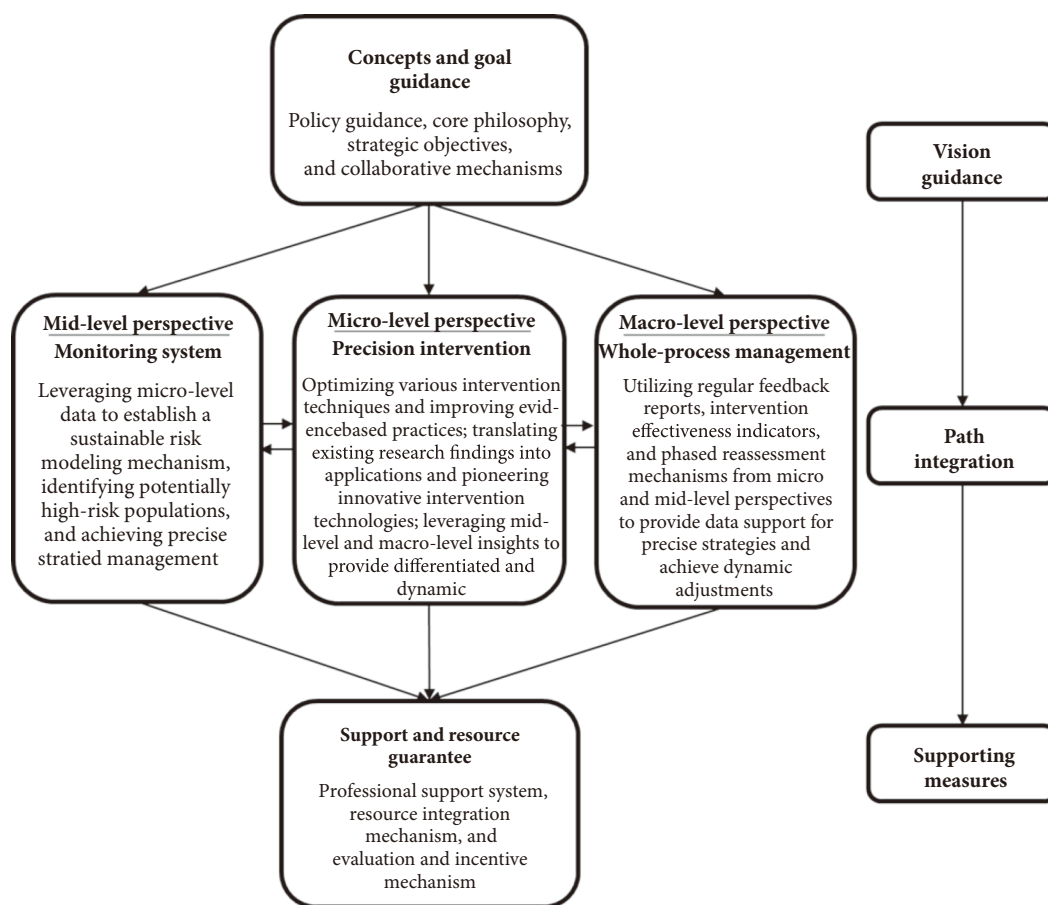 Concepts and goal
guidance
Policy guidance, core philosophy,
strategic objectives,
and collaborative mechanisms
Vision
guidance
Mid-level perspective
Monitoring system
Leveraging micro-level
data to establish a
sustainable risk
modeling mechanism,
identifying potentially
high-risk populations,
and achieving precise
stratied management
Micro-level perspective
Precision intervention
Optimizing various intervention
techniques and improving evid-
encebased practices; translating
existing research findings into
applications and pioneering
innovative intervention
technologies; leveraging mid-
level and macro-level insights to
provide differentiated and
dynamic
Macro-level perspective
Whole-process management
Utilizing regular feedback
reports, intervention
effectiveness indicators,
and phased reassessment
mechanisms from micro
and mid-level perspectives
to provide data support for
precise strategies and
achieve dynamic
adjustments
Path
integration
Support and resource
guarantee
Professional support system,
resource integration
mechanism, and
evaluation and incentive
mechanism
Supporting
measures